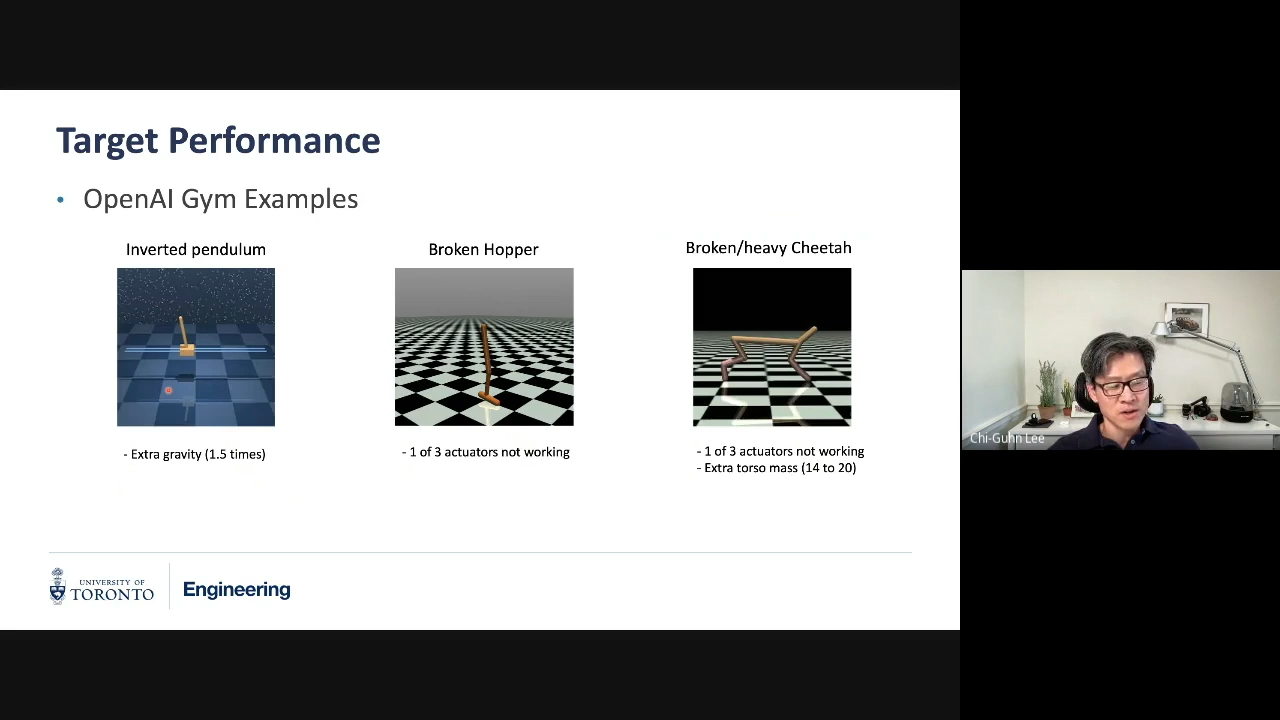 Target Performance
• OpenAI Gym Examples
Inverted pendulum
Broken Hopper
Broken/heavy Cheetah
- Extra gravity (1.5 times)
- 1 of 3 actuators not working
- 1 of 3 actuators not working
- Extra torso mass (14 to 20)
Chi-Guhn Lee
UNIVERSITY OF
TORONTO
Engineering